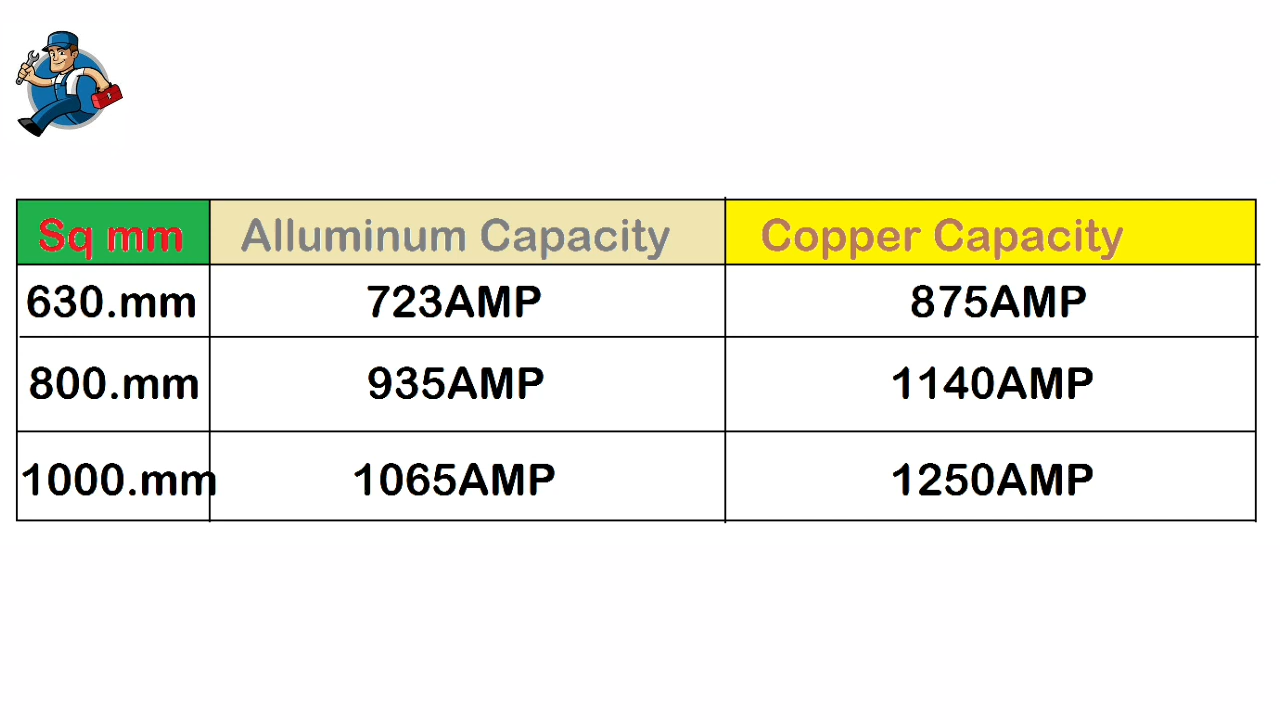 Sq mm Alluminum Capacity Copper Capacity
630.mm 723AMP 875AMP
800.mm 935AMP 1140AMP
1000.mm 1065AMP 1250AMP